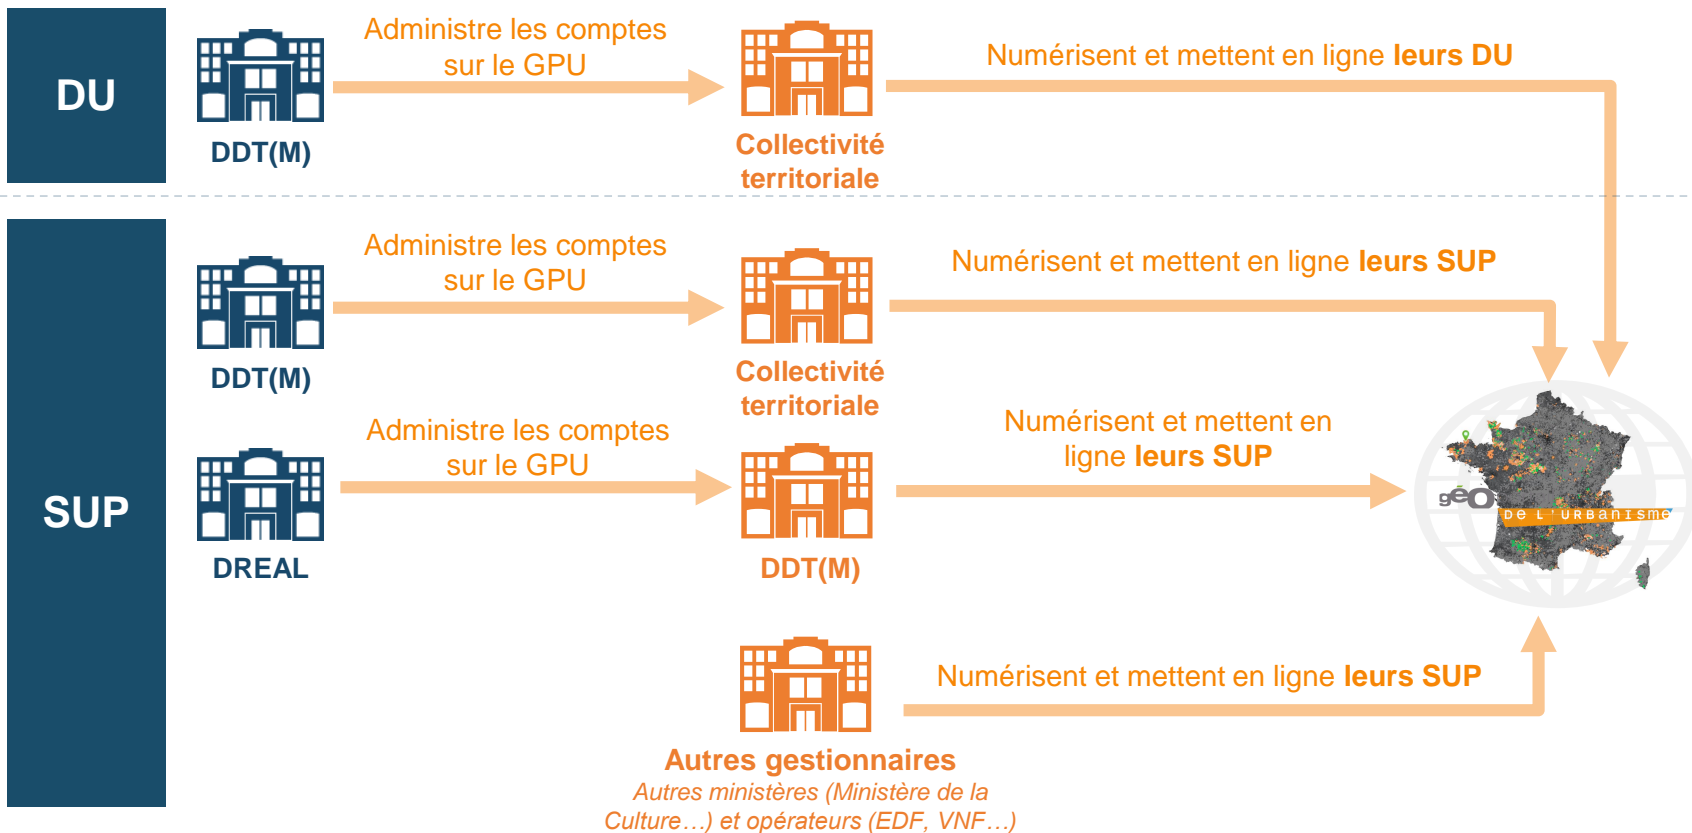 DU
Administre les comptes
sur le GPU
DDT(M)
Collectivité
territoriale
Numérisent et mettent en ligne leurs DU
SUP
Administre les comptes
sur le GPU
DDT(M)
Collectivité
territoriale
Numérisent et mettent en ligne leurs SUP
Administre les comptes
sur le GPU
DREAL
DDT(M)
Numérisent et mettent en
ligne leurs SUP
géo
De L'URBanISme
Numérisent et mettent en ligne leurs SUP
Autres gestionnaires
Autres ministères (Ministère de la
Culture…) et opérateurs (EDF, VNF…)